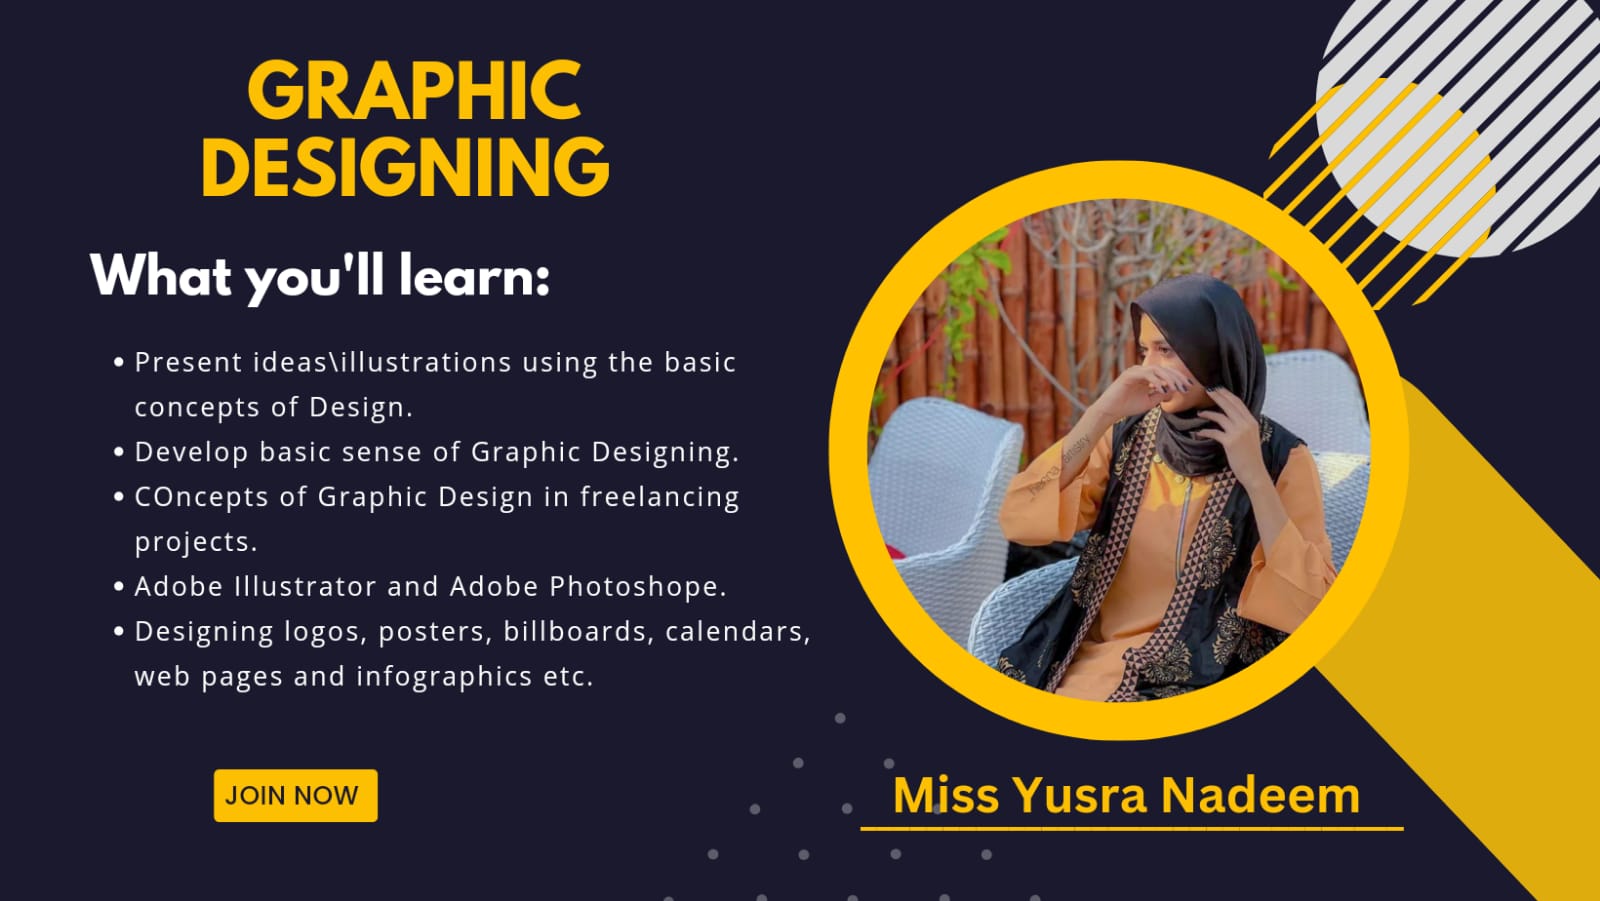 GRAPHIC
DESIGNING
What you'll learn:
• Present ideas\illustrations using the basic
concepts of Design.
• Develop basic sense of Graphic Designing.
• COncepts of Graphic Design in freelancing
projects.
• Adobe Illustrator and Adobe Photoshope.
• Designing logos, posters, billboards, calendars,
web pages and infographics etc.
JOIN NOW
henna_artistry
Miss Yusra Nadeem